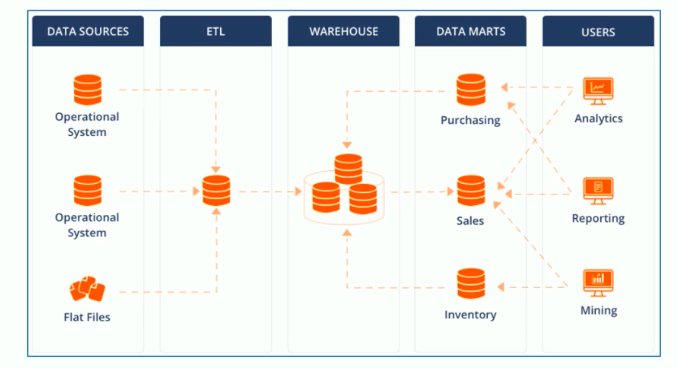 DATA SOURCES
ETL
WAREHOUSE
DATA MARTS
USERS
Operational
System
Purchasing
Analytics
Operational
System
Sales
Reporting
Flat Files
Inventory
Mining